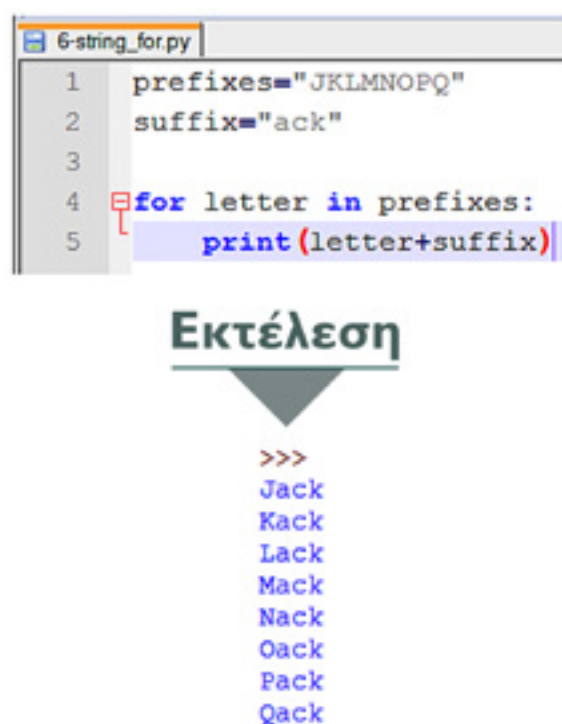 6-string_for.py
1 prefixes="JKLMNOPQ"
2 suffix="ack"
3
4 for letter in prefixes:
5     print(letter+suffix)
Εκτέλεση
>>>
Jack
Kack
Lack
Mack
Nack
Oack
Pack
Qack